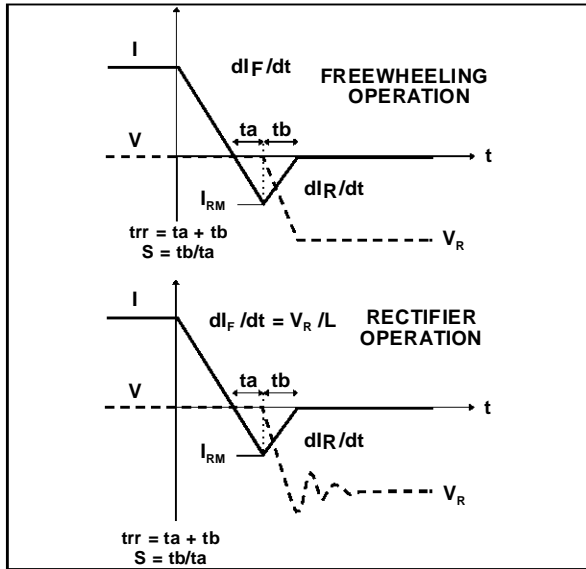 I
dIF/dt
FREEWHEELING
OPERATION
ta tb
V
t
IRM
dIR/dt
trr = ta + tb
S = tb/ta
VR
I
dIF/dt = VR/L
RECTIFIER
OPERATION
ta tb
V
t
IRM
dIR/dt
VR
trr = ta + tb
S = tb/ta